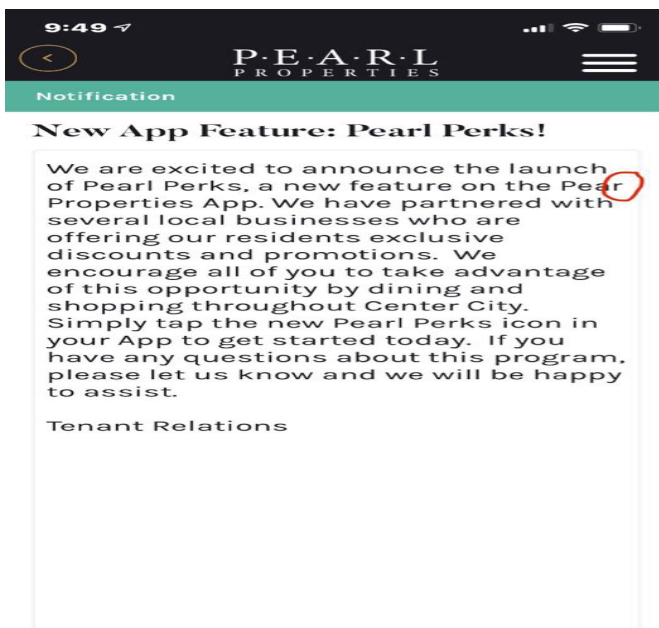 9:49
P·E·A·R·L
PROPERTIES
Notification
New App Feature: Pearl Perks!
We are excited to announce the launch
of Pearl Perks, a new feature on the Pear
Properties App. We have partnered with
several local businesses who are
offering our residents exclusive
discounts and promotions.  We
encourage all of you to take advantage
of this opportunity by dining and
shopping throughout Center City.
Simply tap the new Pearl Perks icon in
your App to get started today.  If you
have any questions about this program,
please let us know and we will be happy
to assist.
Tenant Relations